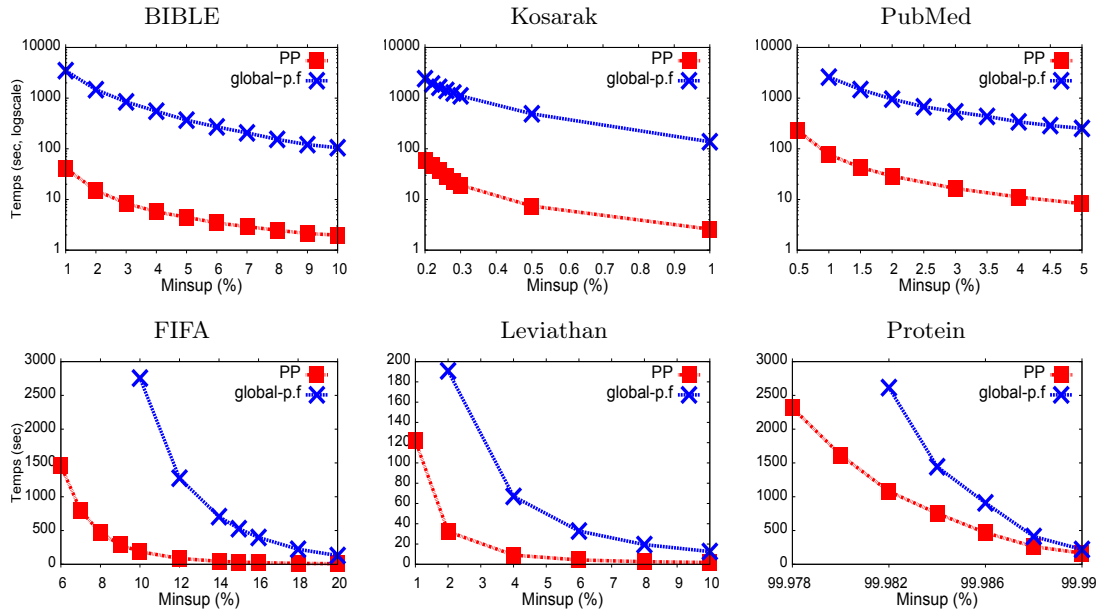 BIBLE
Kosarak
PubMed
Temps (sec, logscale)
10000
1000
100
10
1
1 2 3 4 5 6 7 8 9 10
Minsup (%)
PP
global-p.f
10000
1000
100
10
1
0.2 0.3 0.4 0.5 0.6 0.7 0.8 0.9 1
Minsup (%)
PP
global-p.f
10000
1000
100
10
1
0.5 1 1.5 2 2.5 3 3.5 4 4.5 5
Minsup (%)
PP
global-p.f
FIFA
Leviathan
Protein
Temps (sec)
3000
2500
2000
1500
1000
500
0
6 8 10 12 14 16 18 20
Minsup (%)
PP
global-p.f
200
180
160
140
120
100
80
60
40
20
0
1 2 3 4 5 6 7 8 9 10
Minsup (%)
PP
global-p.f
3000
2500
2000
1500
1000
500
0
99.978 99.982 99.986 99.99
Minsup (%)
PP
global-p.f